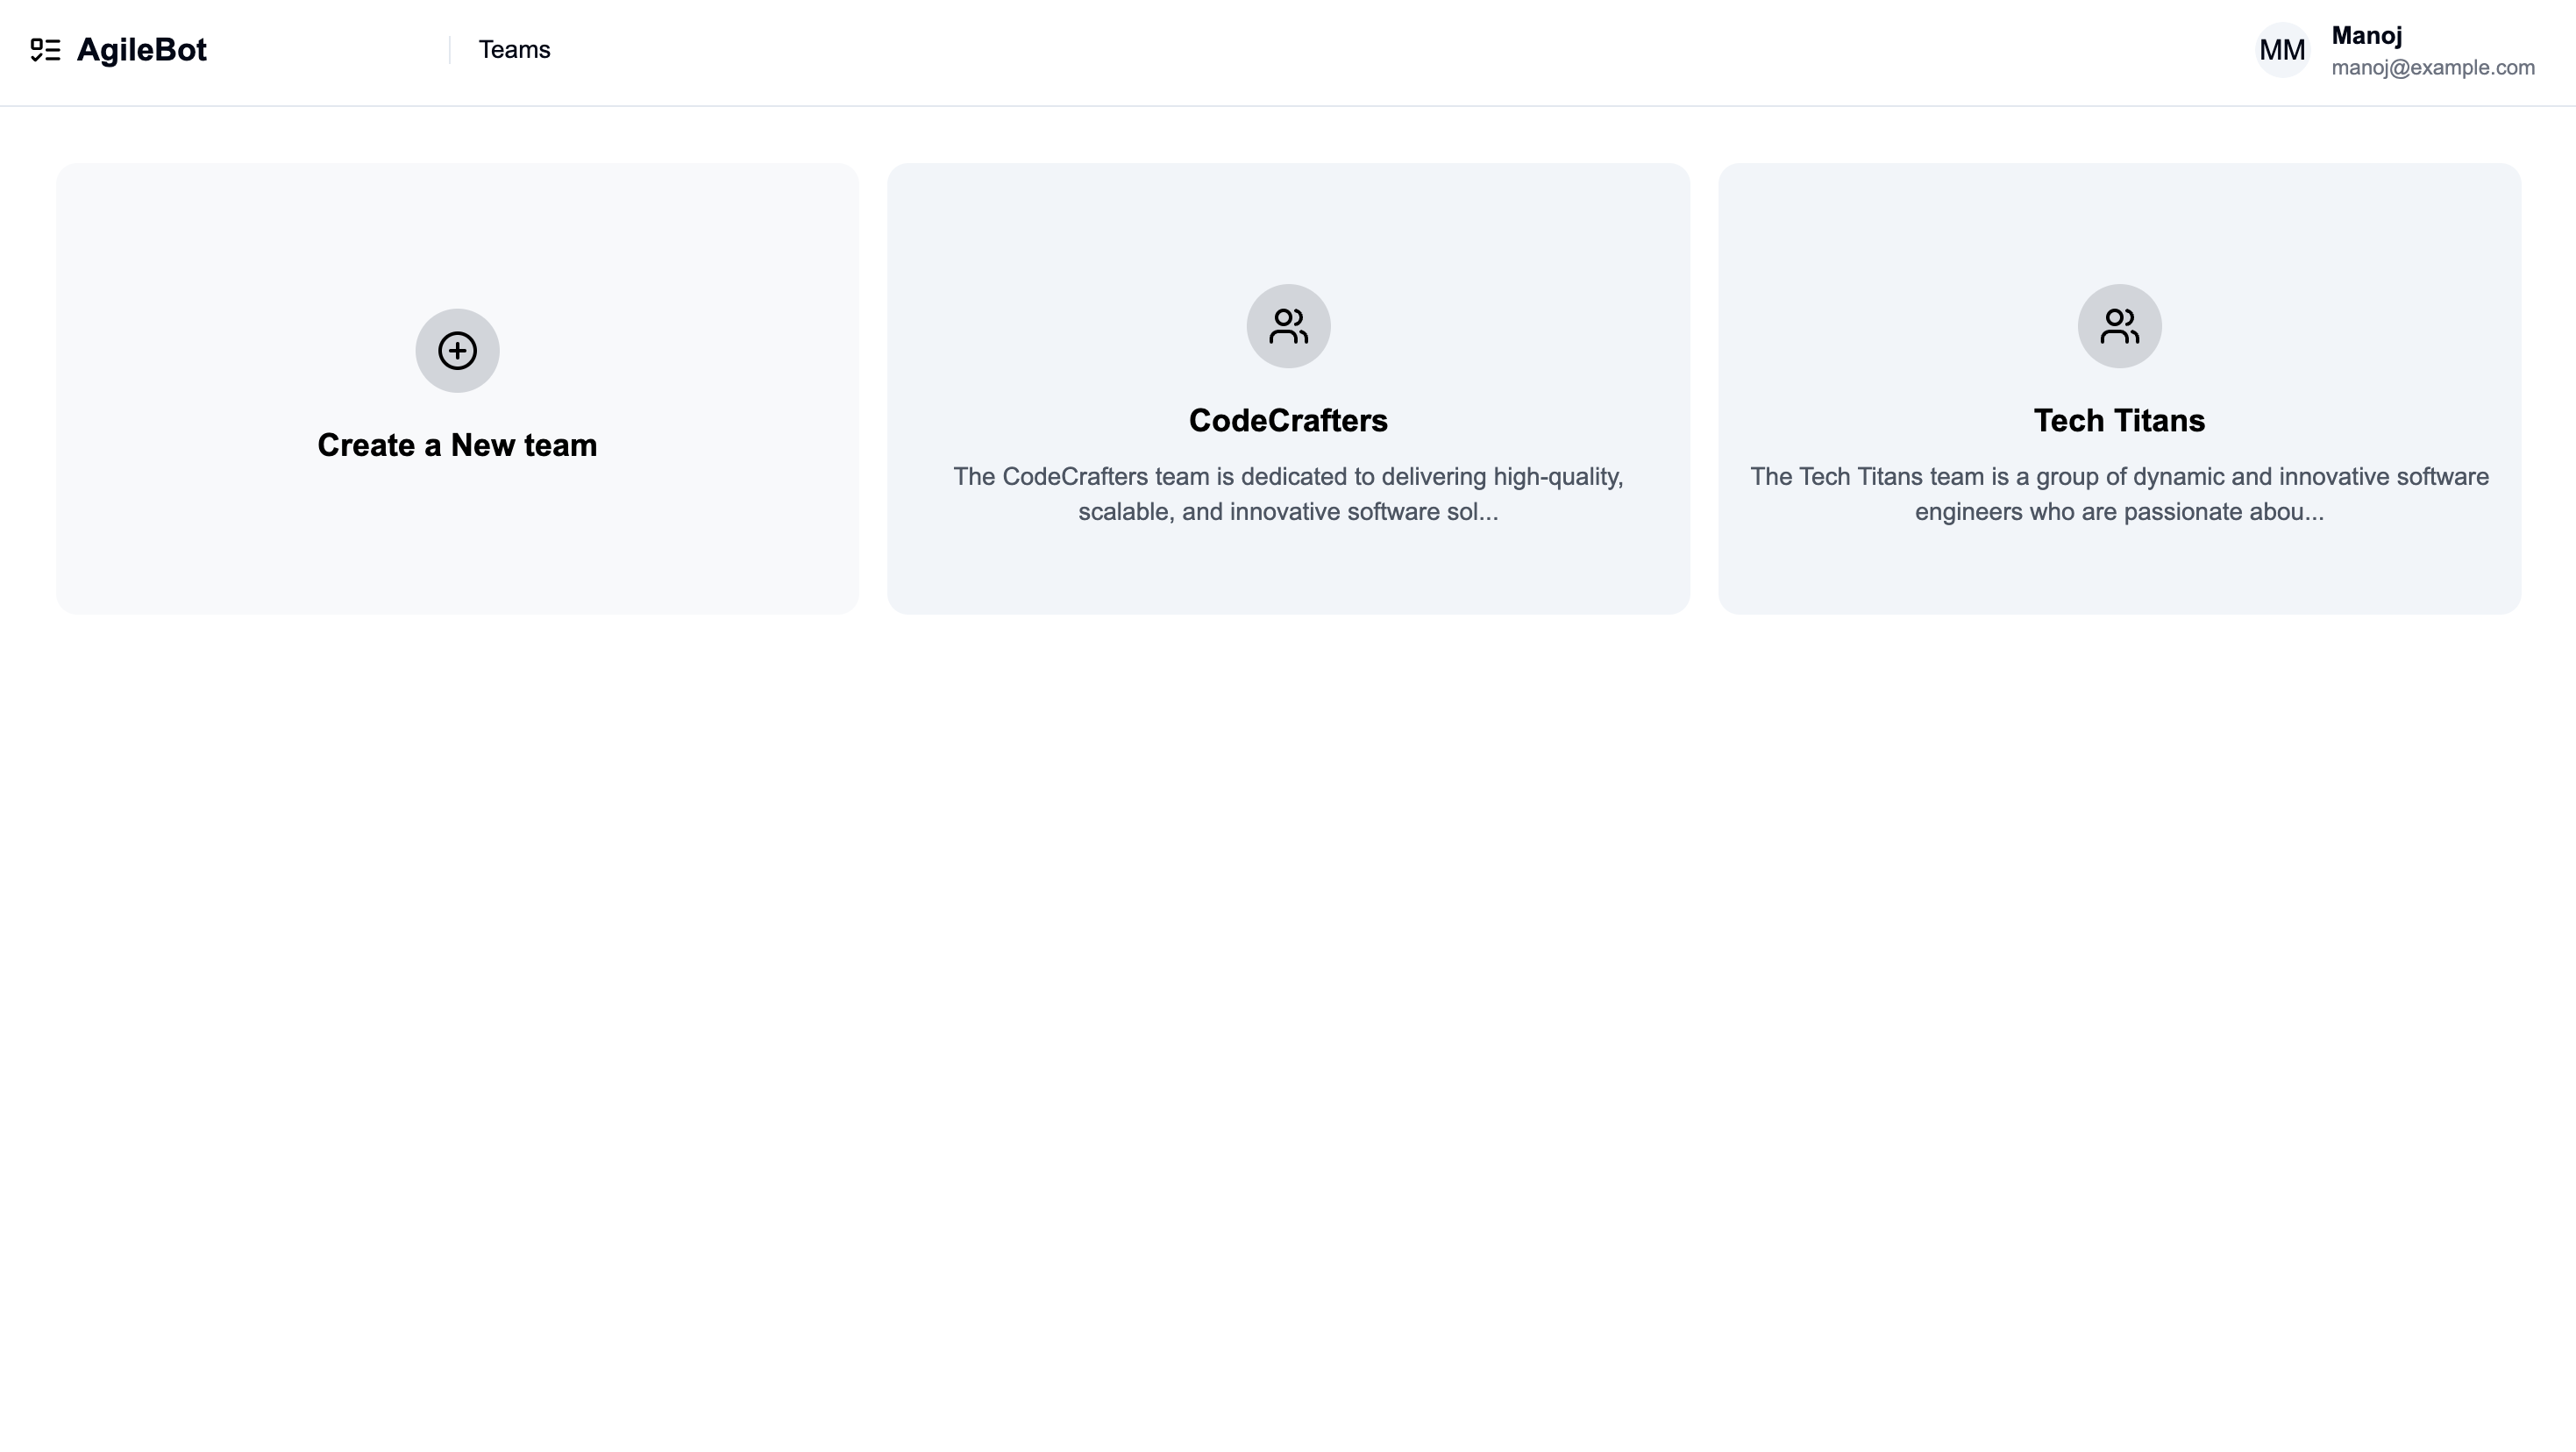 AgileBot
Teams
MM
Manoj
manoj@example.com
Create a New team
CodeCrafters
The CodeCrafters team is dedicated to delivering high-quality,
scalable, and innovative software sol...
Tech Titans
The Tech Titans team is a group of dynamic and innovative software
engineers who are passionate abou...